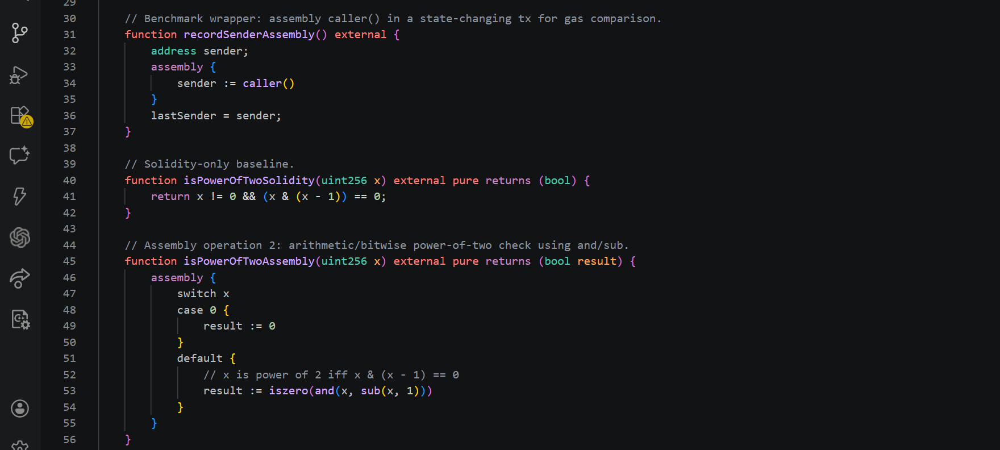 29
30 // Benchmark wrapper: assembly caller() in a state-changing tx for gas comparison.
31 function recordSenderAssembly() external {
32 address sender;
33 assembly {
34 sender := caller()
35 }
36 lastSender = sender;
37 }
38
39 // Solidity-only baseline.
40 function isPowerOfTwoSolidity(uint256 x) external pure returns (bool) {
41 return x != 0 && (x & (x - 1)) == 0;
42 }
43
44 // Assembly operation 2: arithmetic/bitwise power-of-two check using and/sub.
45 function isPowerOfTwoAssembly(uint256 x) external pure returns (bool result) {
46 assembly {
47 switch x
48 case 0 {
49 result := 0
50 }
51 default {
52 // x is power of 2 iff x & (x - 1) == 0
53 result := iszero(and(x, sub(x, 1)))
54 }
55 }
56 }